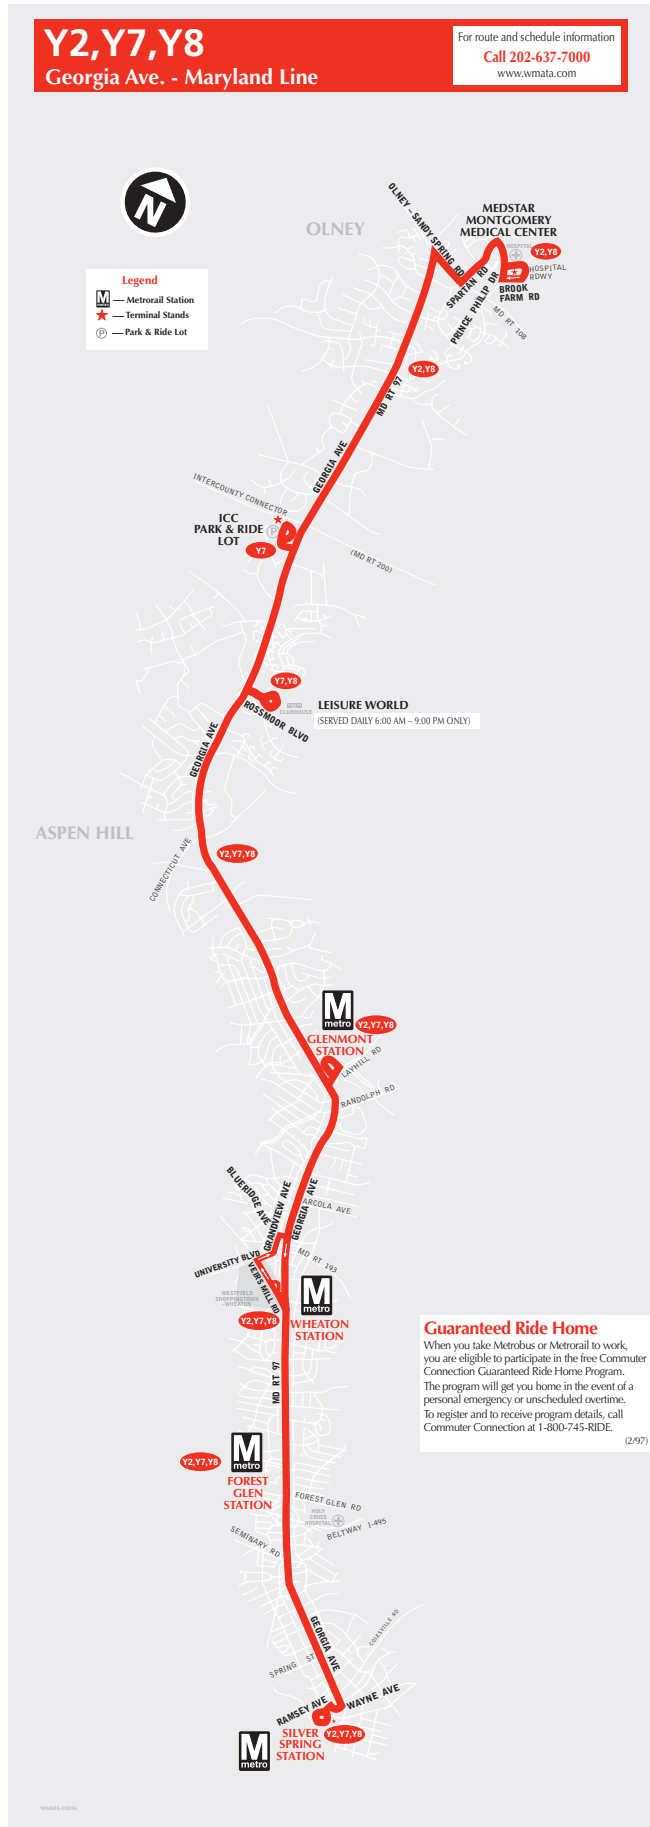 Y2,Y7,Y8
Georgia Ave. - Maryland Line
For route and schedule information
Call 202-637-7000
www.wmata.com
N
Legend
M
metro
— Metrorail Station
— Terminal Stands
P
— Park & Ride Lot
OLNEY
OLNEY – SANDY SPRING RD
MEDSTAR
MONTGOMERY
MEDICAL CENTER
HOSPITAL
Y2,Y8
HOSPITAL
RDWY
BROOK
FARM RD
SPARTAN RD
PRINCE PHILIP DR
MD RT 108
Y2,Y8
MD RT 97
GEORGIA AVE
INTERCOUNTY CONNECTOR
ICC
PARK & RIDE
LOT
P
Y7
(MD RT 200)
Y7,Y8
CLUBHOUSE
LEISURE WORLD
(SERVED DAILY 6:00 AM – 9:00 PM ONLY)
ROSSMOOR BLVD
GEORGIA AVE
ASPEN HILL
CONNECTICUT AVE
Y2,Y7,Y8
M
metro
Y2,Y7,Y8
GLENMONT
STATION
LAYHILL RD
RANDOLPH RD
BLUERIDGE AVE
GRANDVIEW AVE
GEORGIA AVE
ARCOLA AVE
UNIVERSITY BLVD
VEIRS MILL RD
MD RT 193
WESTFIELD
SHOPPINGTOWN
-WHEATON
M
metro
Y2,Y7,Y8
WHEATON
STATION
MD RT 97
Guaranteed Ride Home
When you take Metrobus or Metrorail to work,
you are eligible to participate in the free Commuter
Connection Guaranteed Ride Home Program.
The program will get you home in the event of a
personal emergency or unscheduled overtime.
To register and to receive program details, call
Commuter Connection at 1-800-745-RIDE.
(2/97)
M
metro
Y2,Y7,Y8
FOREST
GLEN
STATION
FOREST GLEN RD
HOLY
CROSS
HOSPITAL
BELTWAY I-495
SEMINARY RD
GEORGIA AVE
COLESVILLE RD
SPRING ST
RAMSEY AVE
WAYNE AVE
SILVER
SPRING
STATION
Y2,Y7,Y8
M
metro